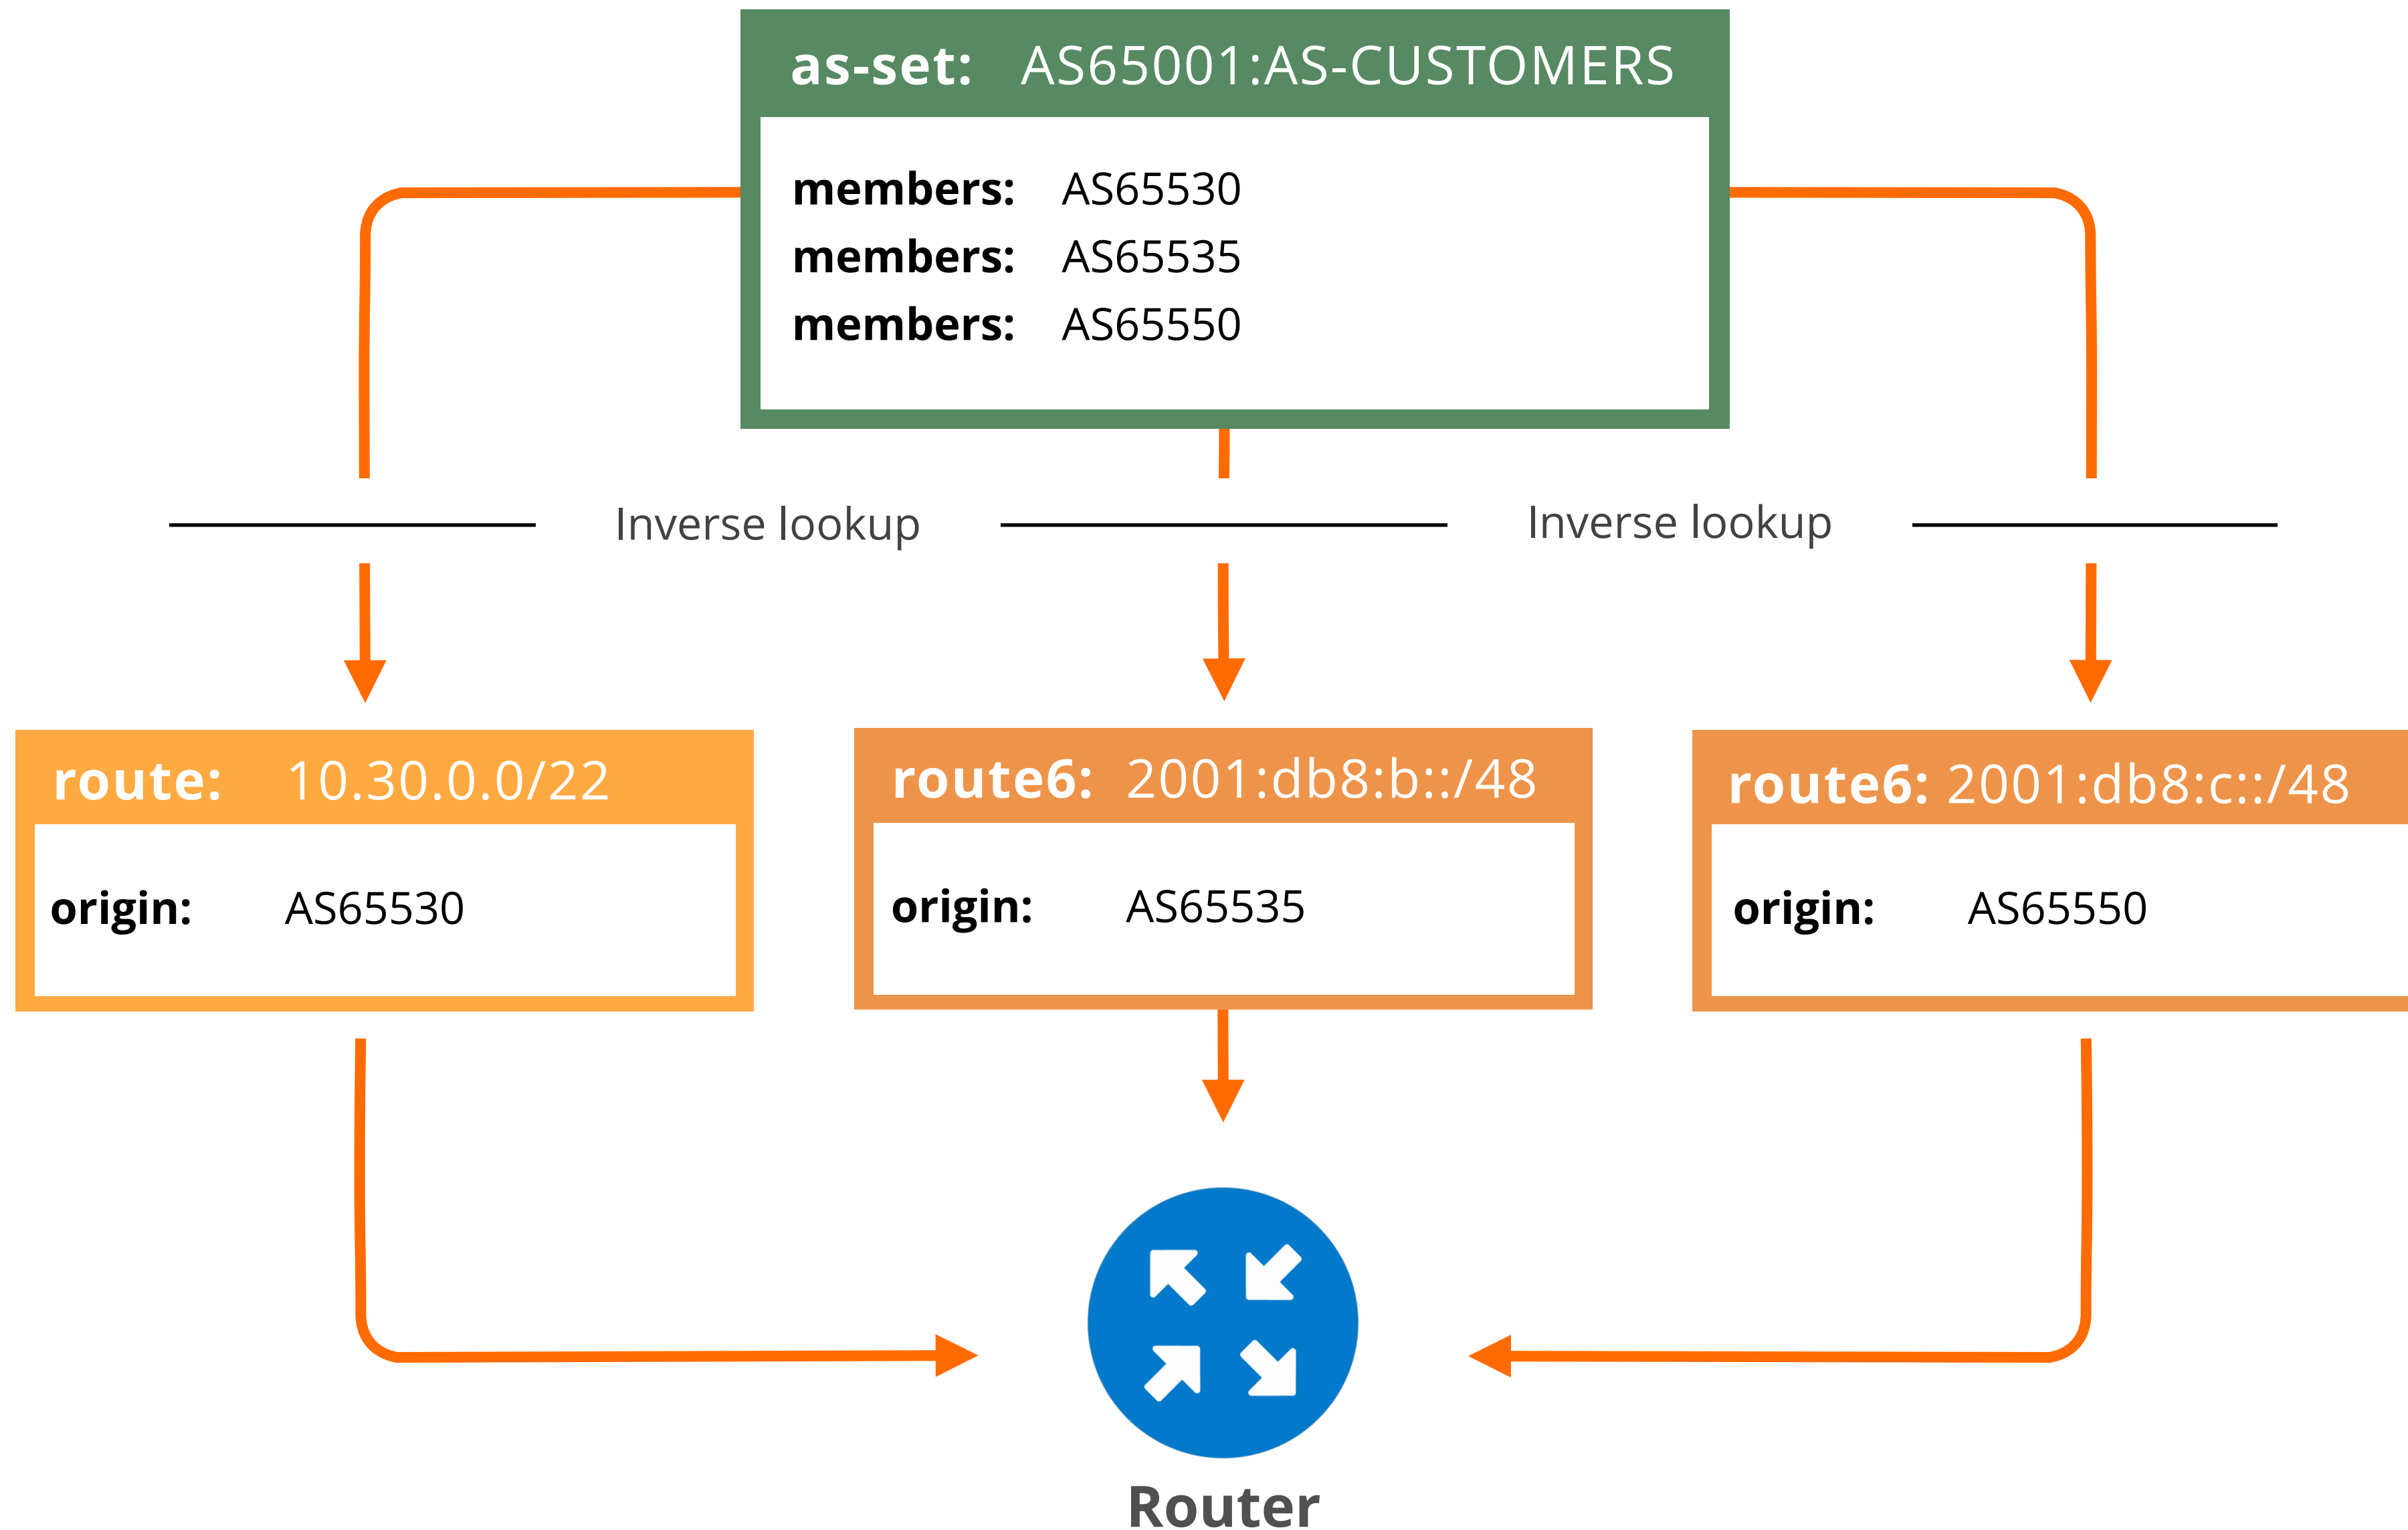 as-set: AS65001:AS-CUSTOMERS
members: AS65530
members: AS65535
members: AS65550
Inverse lookup
Inverse lookup
route: 10.30.0.0/22
origin: AS65530
route6: 2001:db8:b::/48
origin: AS65535
route6: 2001:db8:c::/48
origin: AS65550
Router